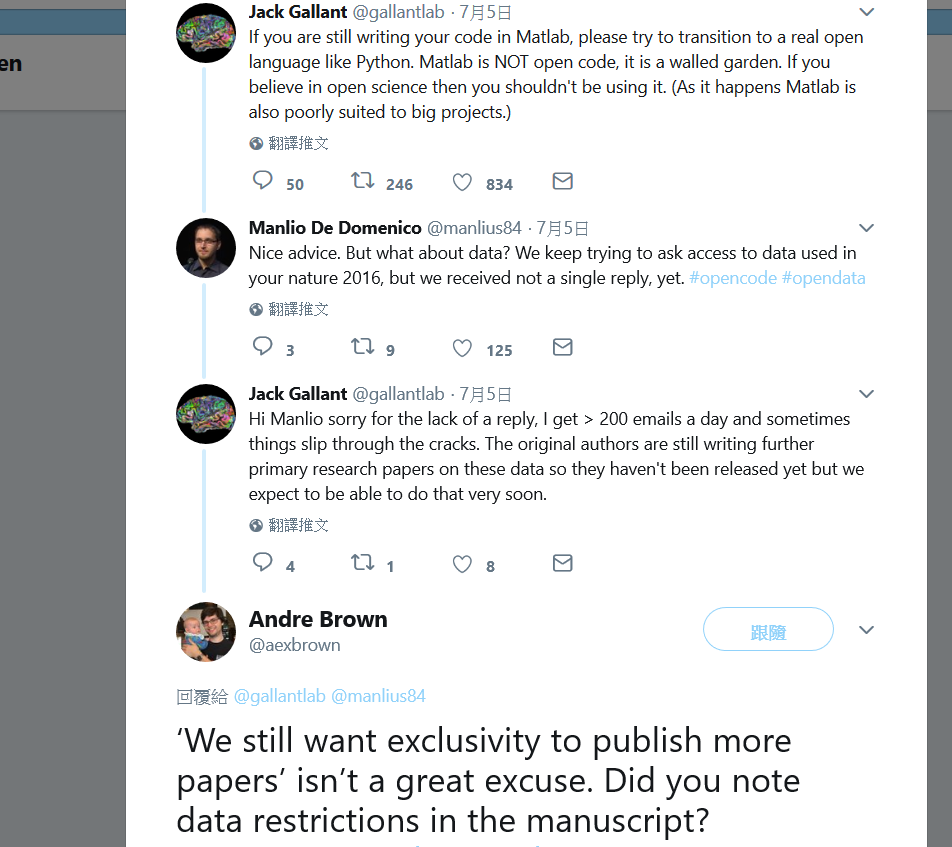 en
Jack Gallant @gallantlab · 7月5日
If you are still writing your code in Matlab, please try to transition to a real open
language like Python. Matlab is NOT open code, it is a walled garden. If you
believe in open science then you shouldn't be using it. (As it happens Matlab is
also poorly suited to big projects.)
翻譯推文
50 246 834
Manlio De Domenico @manlius84 · 7月5日
Nice advice. But what about data? We keep trying to ask access to data used in
your nature 2016, but we received not a single reply, yet. #opencode #opendata
翻譯推文
3 9 125
Jack Gallant @gallantlab · 7月5日
Hi Manlio sorry for the lack of a reply, I get > 200 emails a day and sometimes
things slip through the cracks. The original authors are still writing further
primary research papers on these data so they haven't been released yet but we
expect to be able to do that very soon.
翻譯推文
4 1 8
Andre Brown
@aexbrown
跟隨
回覆給 @gallantlab @manlius84
‘We still want exclusivity to publish more
papers’ isn’t a great excuse. Did you note
data restrictions in the manuscript?